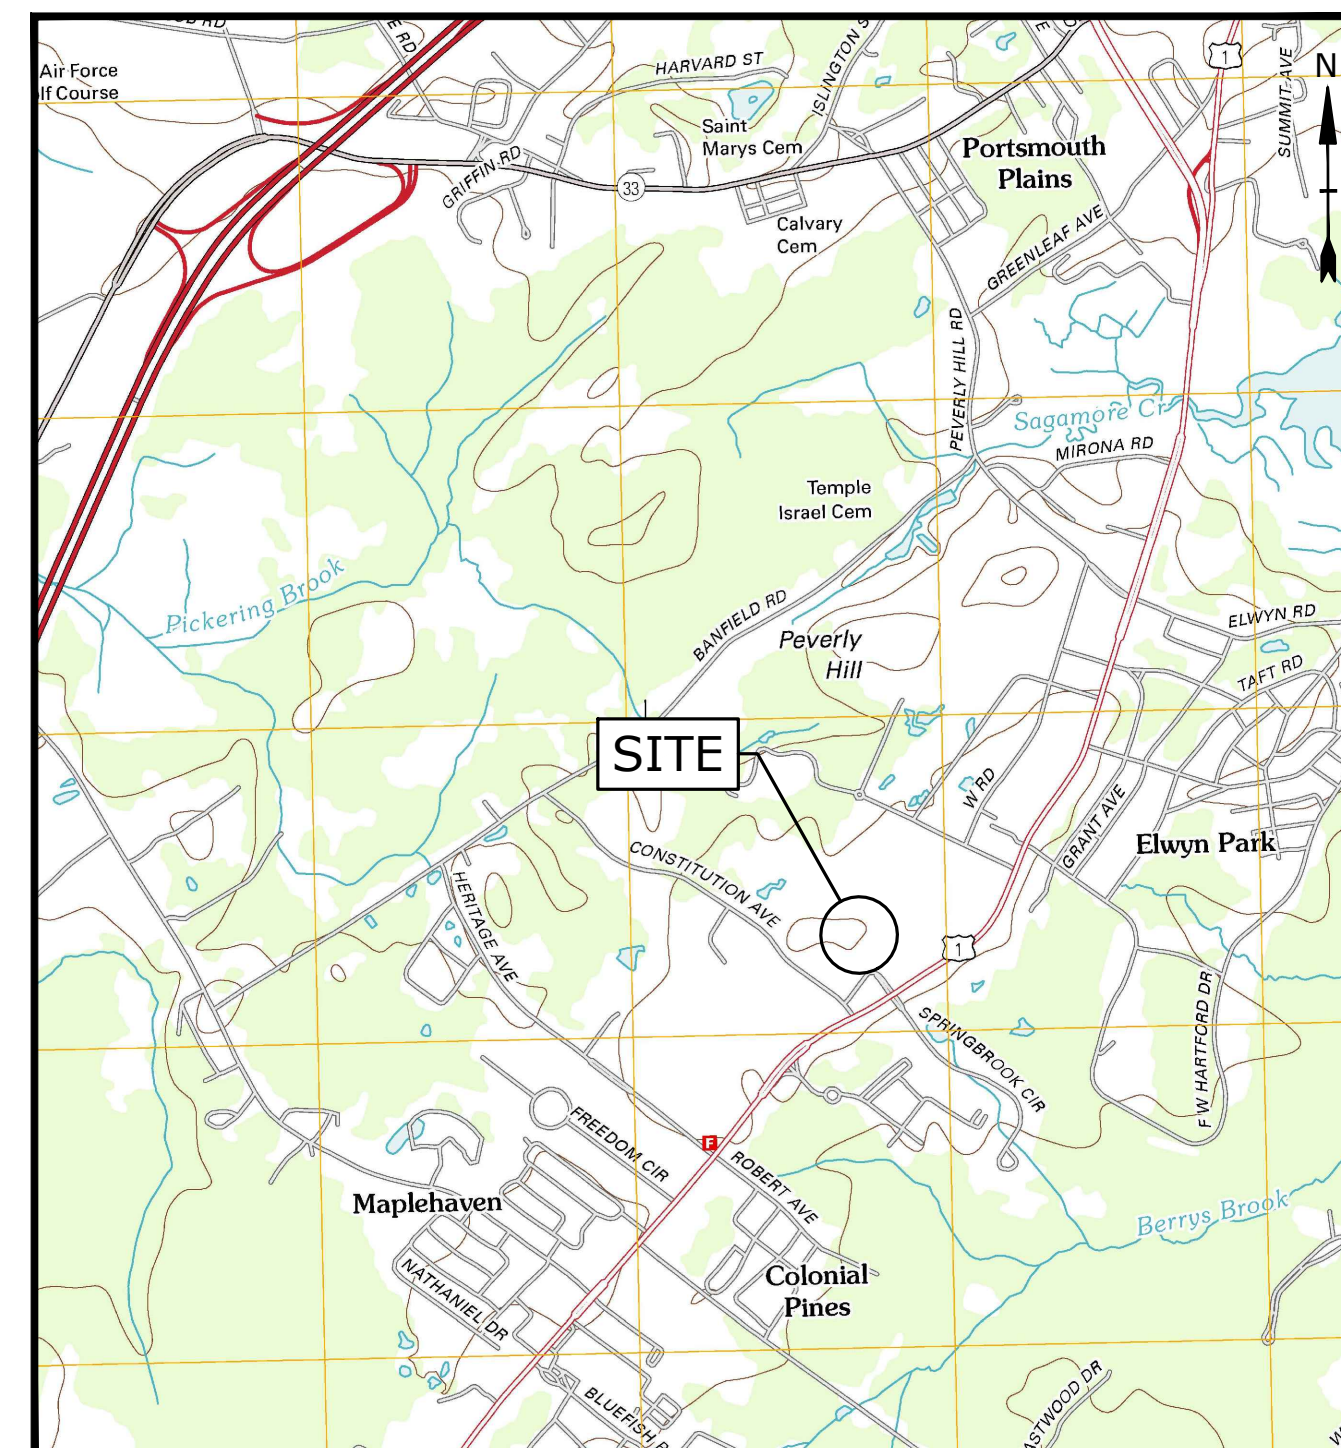 Air Force
lf Course
HARVARD ST
ISLINGTON S
1
SUMMIT AVE
N
Saint
Marys Cem
Portsmouth
Plains
GRIFFIN RD
33
Calvary
Cem
GREENLEAF AVE
PEVERLY HILL RD
Sagamore Cr
MIRONA RD
Temple
Israel Cem
Pickering Brook
BANFIELD RD
Peverly
Hill
ELWYN RD
TAFT RD
SITE
W RD
GRANT AVE
Elwyn Park
CONSTITUTION AVE
HERITAGE AVE
1
SPRINGBROOK CIR
F W HARTFORD DR
FREEDOM CIR
F
ROBERT AVE
Maplehaven
Berrys Brook
Colonial
Pines
NATHANIEL DR
BLUEFISH
ASTWOOD DR